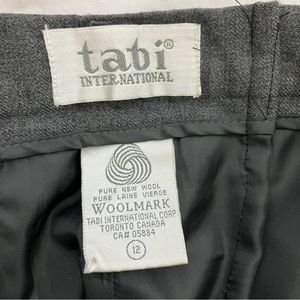 tabi®
INTERNATIONAL
PURE NEW WOOL
PURE LAINE VIERGE
WOOLMARK
TABI INTERNATIONAL CORP
TORONTO CANADA
CA# 05884
12